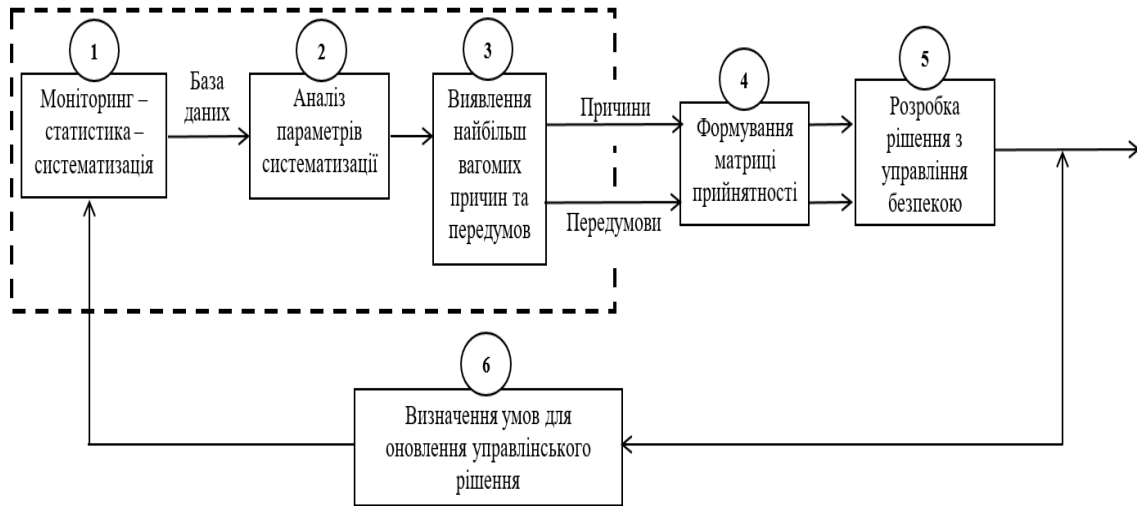 1
Моніторинг –
статистика –
систематизація
База
даних
2
Аналіз
параметрів
систематизації
3
Виявлення
найбільш
вагомих
причин та
передумов
Причини
Передумови
4
Формування
матриці
прийнятності
5
Розробка
рішення з
управління
безпекою
6
Визначення умов для
оновлення управлінського
рішення